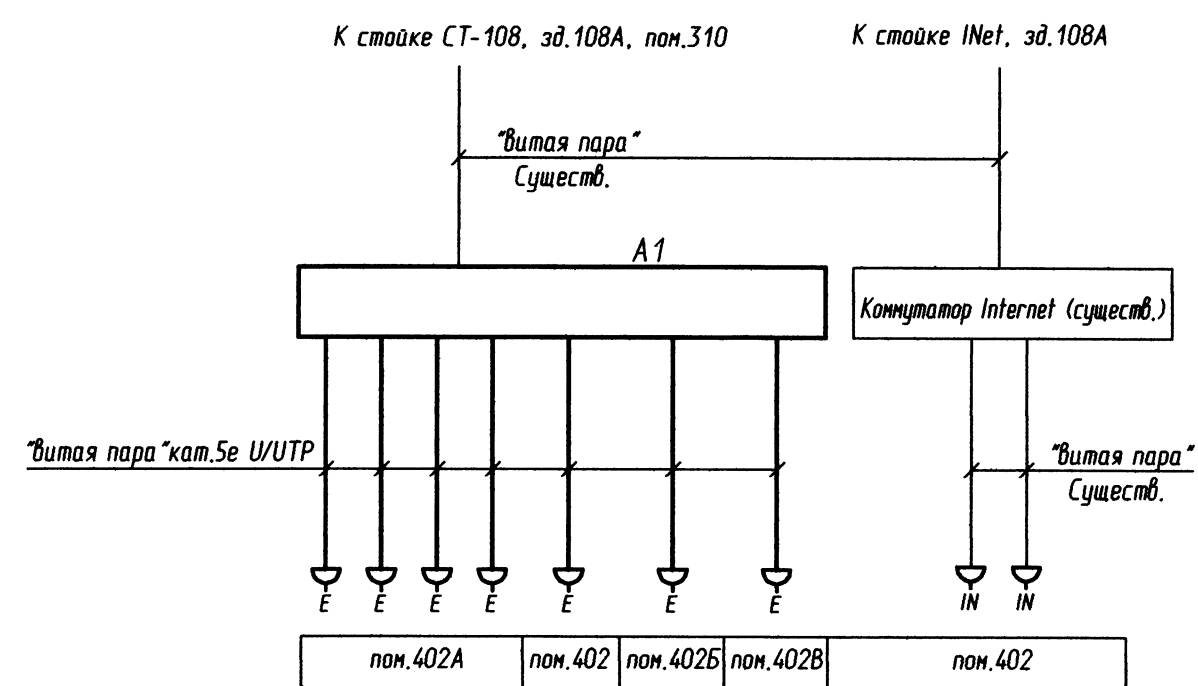 К стойке СТ-108, зд.108А, пом.310
К стойке INet, зд.108А
"Витая пара"
Существ.
А1
Коммутатор Internet (существ.)
"Витая пара"кат.5е U/UTP
"Витая пара"
Существ.
E E E E E E E IN IN
пом.402А пом.402 пом.402Б пом.402В пом.402